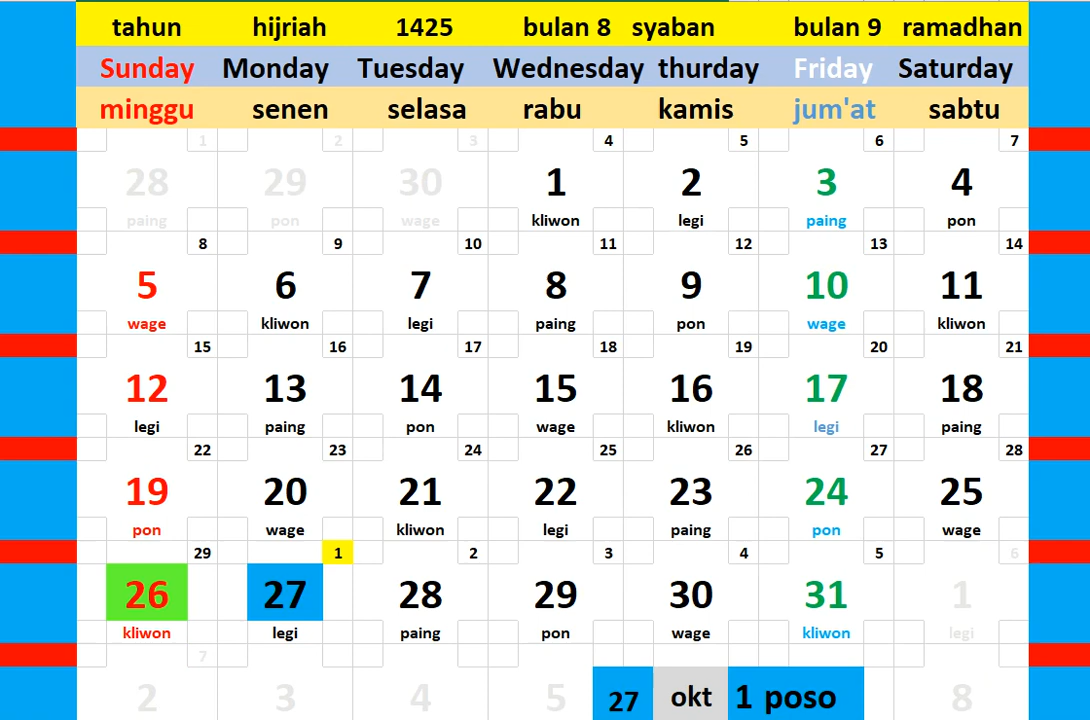 tahun hijriah 1425 bulan 8 syaban bulan 9 ramadhan
Sunday Monday Tuesday Wednesday thurday Friday Saturday
minggu senen selasa rabu kamis jum'at sabtu
1 2 3 4 5 6 7
28 29 30 1 2 3 4
paing pon wage kliwon legi paing pon
8 9 10 11 12 13 14
5 6 7 8 9 10 11
wage kliwon legi paing pon wage kliwon
15 16 17 18 19 20 21
12 13 14 15 16 17 18
legi paing pon wage kliwon legi paing
22 23 24 25 26 27 28
19 20 21 22 23 24 25
pon wage kliwon legi paing pon wage
29 1 2 3 4 5 6
26 27 28 29 30 31 1
kliwon legi paing pon wage kliwon legi
7
2 3 4 5 27 okt 1 poso 8